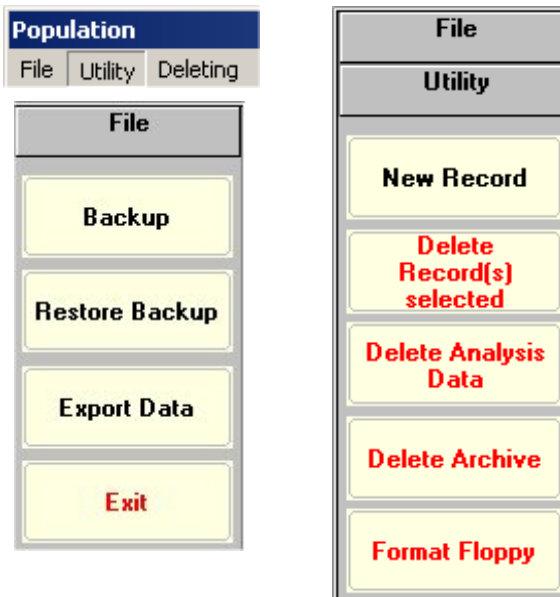 Population
File Utility Deleting
File
Backup
Restore Backup
Export Data
Exit
File
Utility
New Record
Delete
Record(s)
selected
Delete Analysis
Data
Delete Archive
Format Floppy